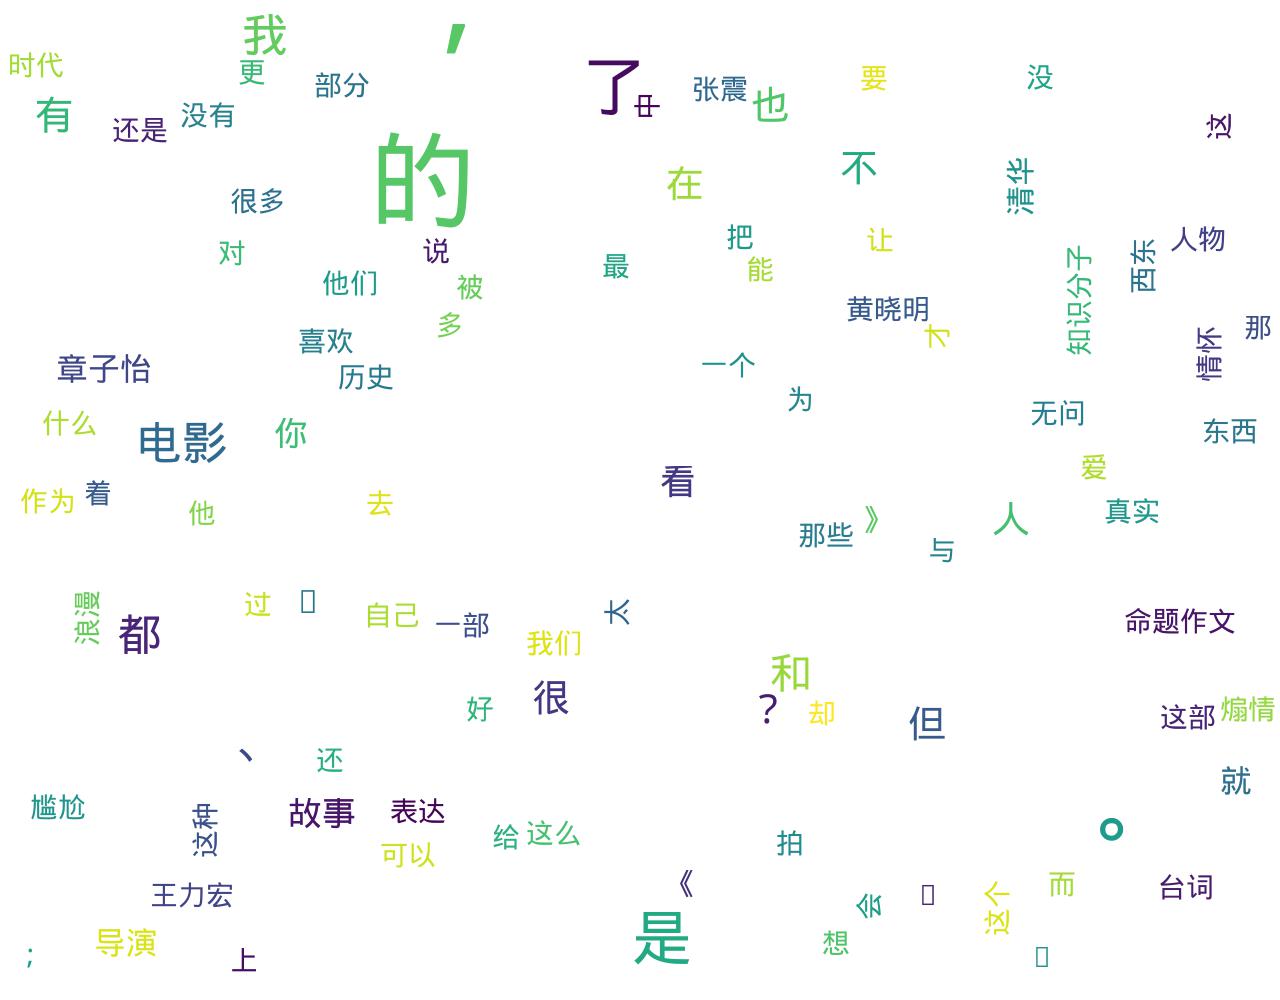 我
，
时代
更
了
部分
中
张震
也
要
没
有
还是
没有
这
的
在
不
清华
很多
对
说
把
让
人物
最
能
西东
他们
被
知识分子
黄晓明
多
才
那
喜欢
情怀
章子怡
历史
一个
为
什么
电影
你
无问
东西
看
爱
作为
着
他
去
真实
那些
》
与
人
浪漫
都
过
自己
一部
我们
太
命题作文
和
很
好
？
却
但
这部
煽情
、
还
就
尴尬
这种
故事
表达
可以
给
这么
拍
。
王力宏
《
是
会
这个
而
台词
；
导演
上
想